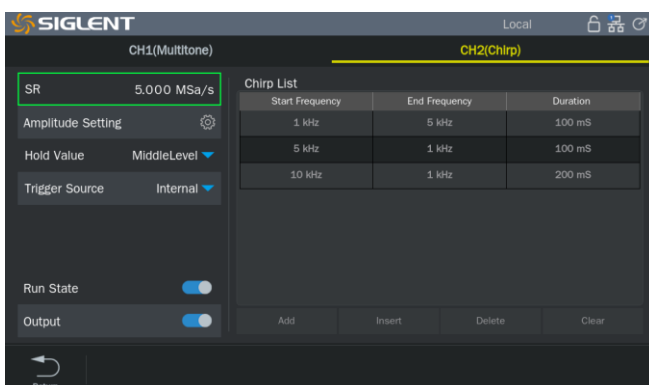 SIGLENT Local
CH1(Multitone) CH2(Chirp)
SR 5.000 MSa/s
Amplitude Setting
Hold Value MiddleLevel
Trigger Source Internal
Run State
Output
Chirp List
Start Frequency End Frequency Duration
1 kHz 5 kHz 100 mS
5 kHz 1 kHz 100 mS
10 kHz 1 kHz 200 mS
Add Insert Delete Clear